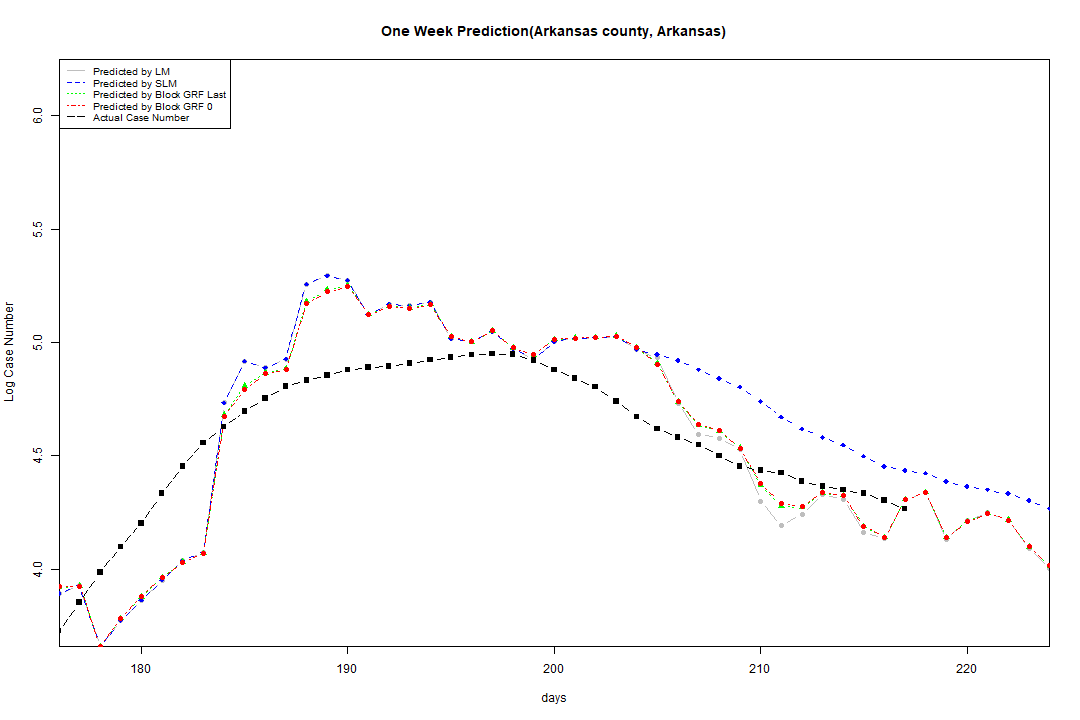 One Week Prediction(Arkansas county, Arkansas)
Predicted by LM
Predicted by SLM
Predicted by Block GRF Last
Predicted by Block GRF 0
Actual Case Number
6.0
5.5
5.0
4.5
4.0
Log Case Number
180 190 200 210 220
days